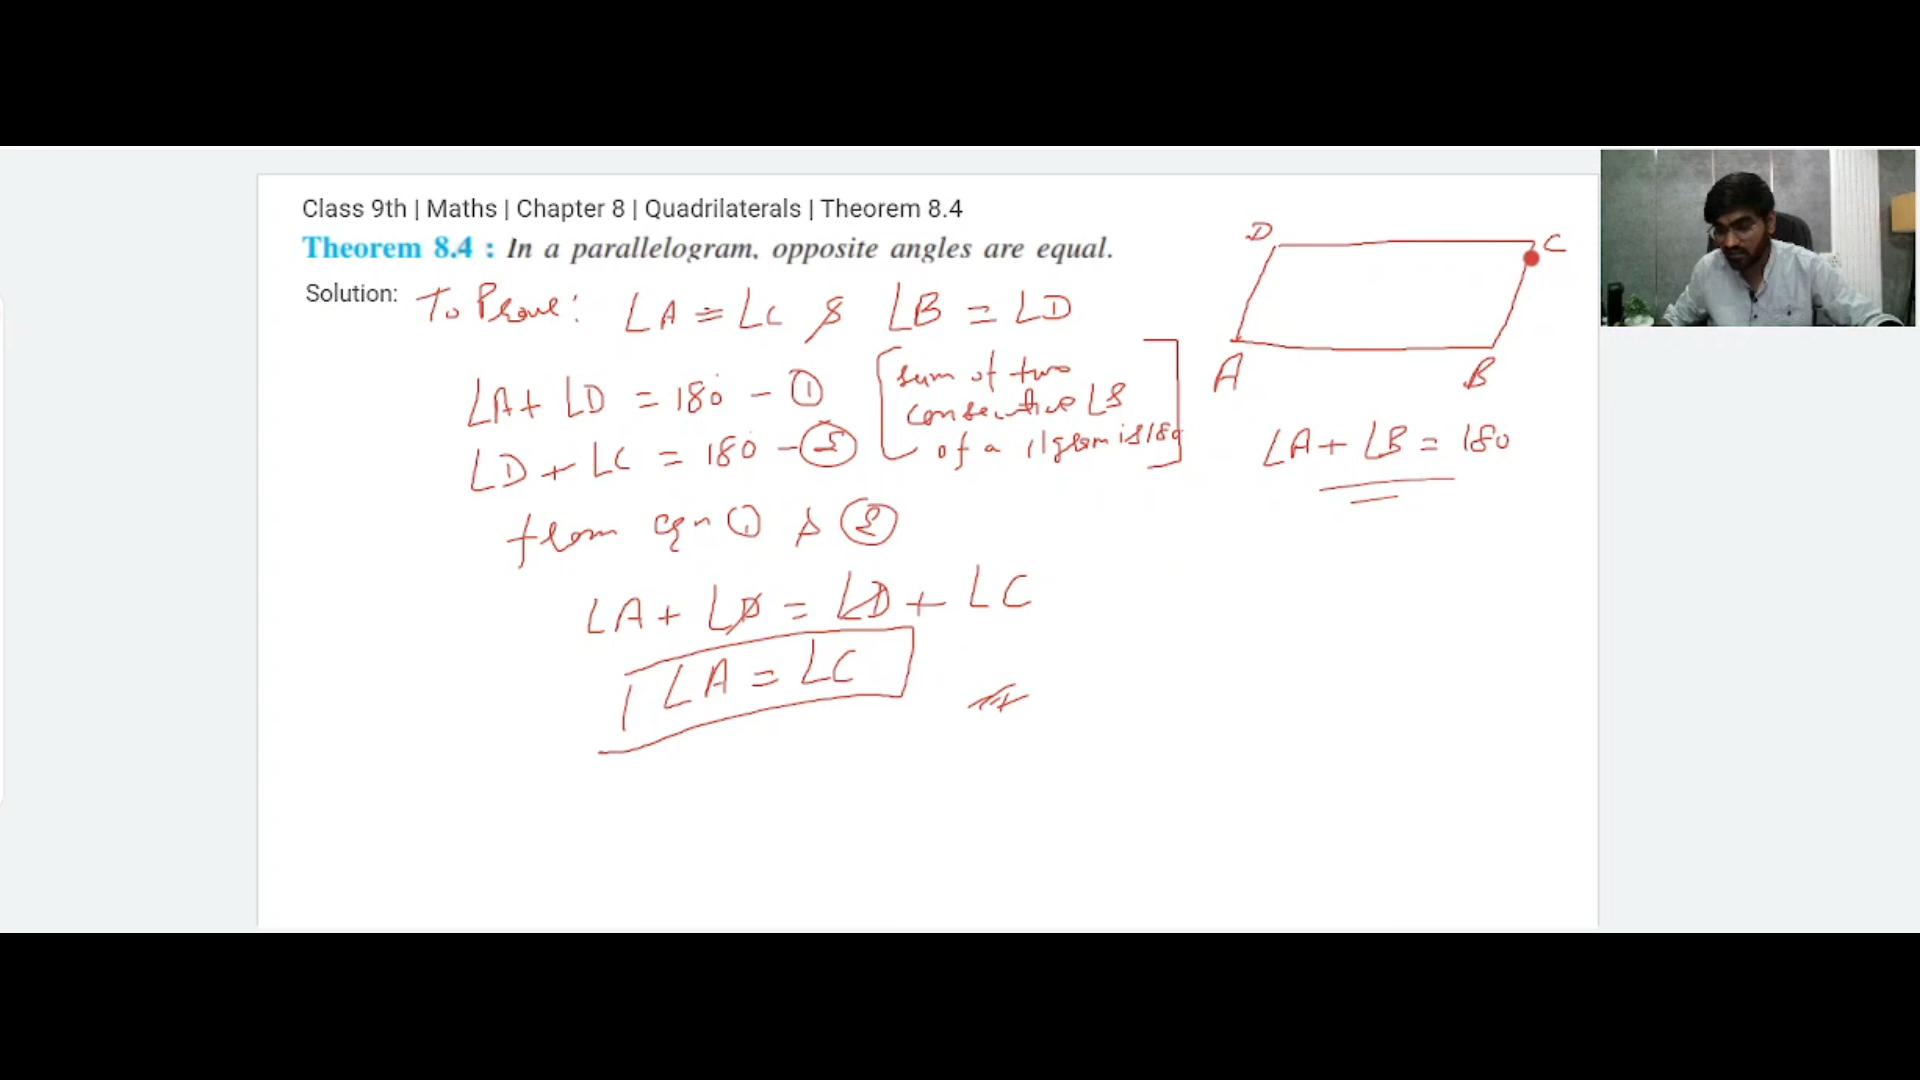 Class 9th | Maths | Chapter 8 | Quadrilaterals | Theorem 8.4
Theorem 8.4 : In a parallelogram, opposite angles are equal.
Solution: To Prove: ∠A = ∠C & ∠B = ∠D
∠A + ∠D = 180° - ①
∠D + ∠C = 180° - ②
[sum of two
consecutive ∠s
of a ||gram is 180]
from eqn ① & ②
∠A + ∠D = ∠D + ∠C
∠A = ∠C
D
C
A
B
∠A + ∠B = 180